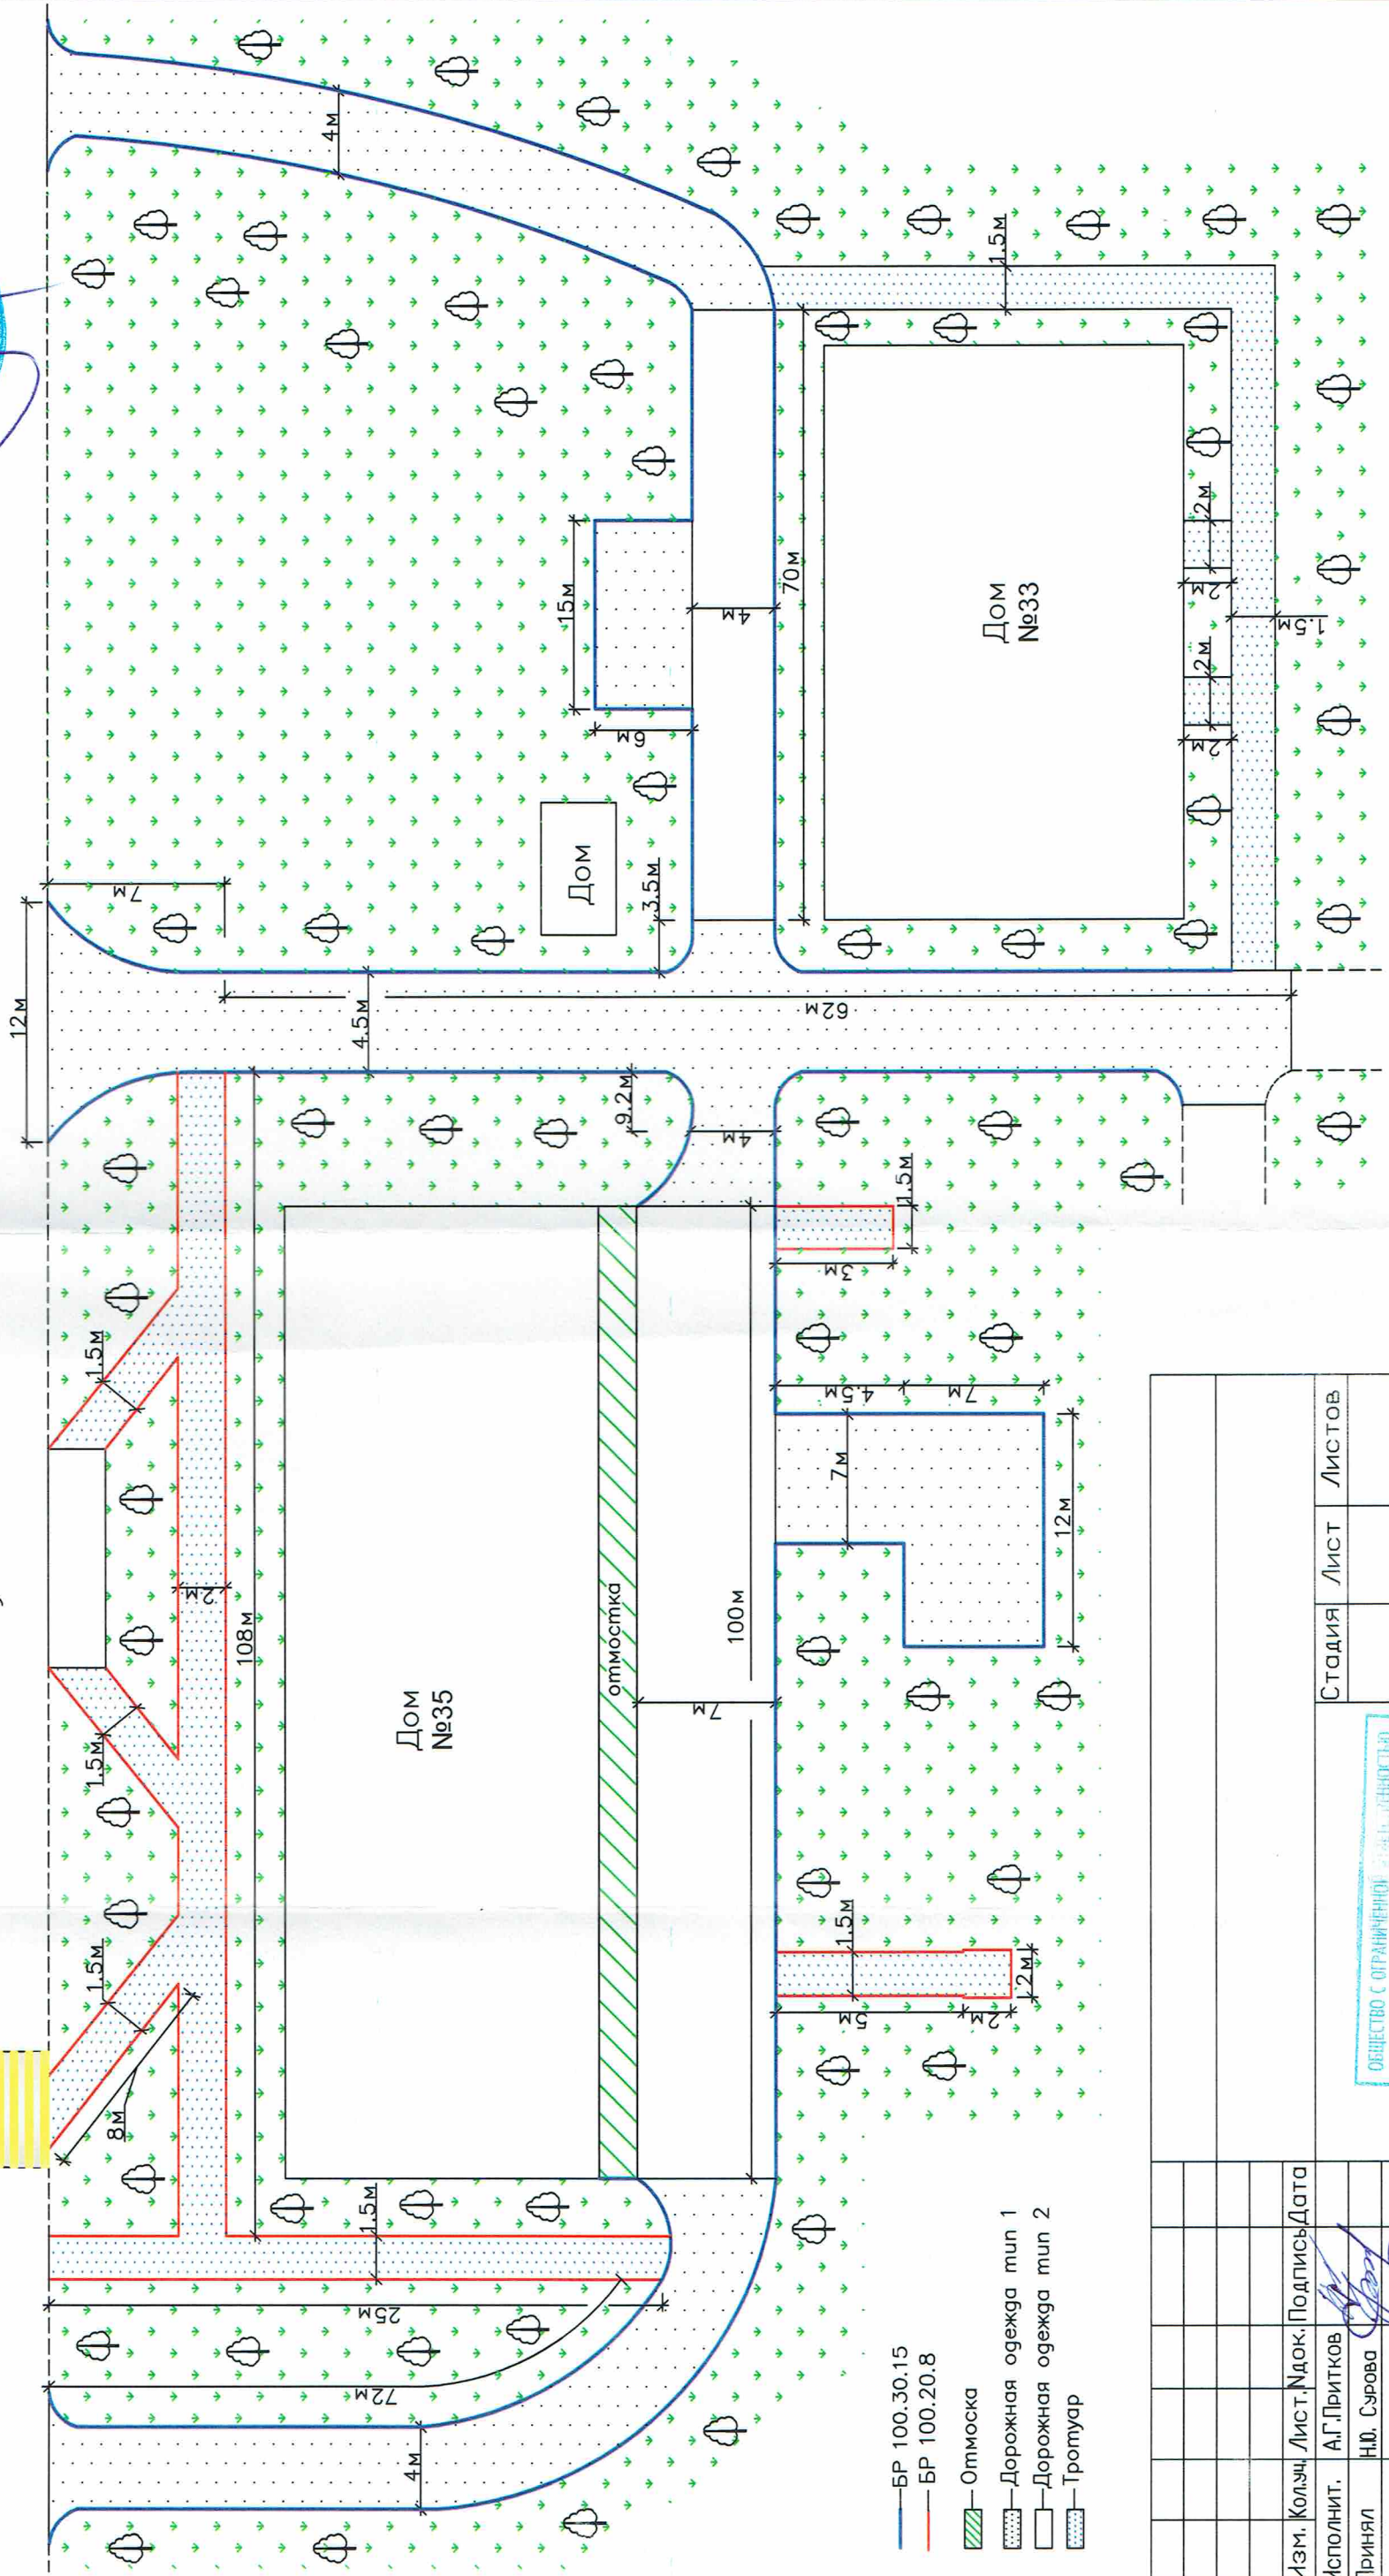 12м
7м
4м
4.5м
62м
3.5м
9.2м
4м
Дом
15м
6м
4м
70м
1.5м
Дом
№33
2м
2м
2м
2м
1.5м
1.5м
1.5м
1.5м
8м
2м
108м
Дом
№35
отмостка
100м
7м
1.5м
25м
72м
4м
1.5м
3м
4.5м
7м
7м
12м
1.5м
5м
2м
2м
БР 100.30.15
БР 100.20.8
Отмоска
Дорожная одежда тип 1
Дорожная одежда тип 2
Тротуар
Изм. Кол.уч. Лист. Nдок. Подпись Дата
Исполнит. А.Г.Притков
Принял Н.Ю. Сурова
Стадия Лист Листов
ОБЩЕСТВО С ОГРАНИЧЕННОЙ